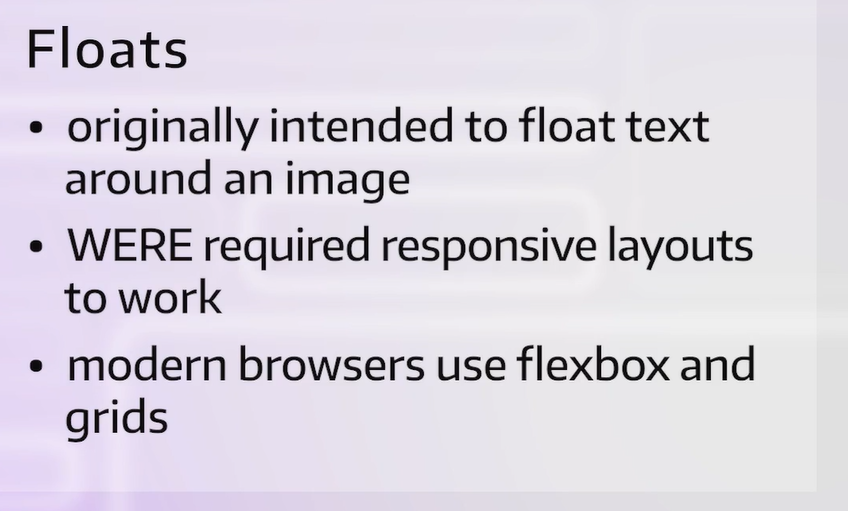 Floats
• originally intended to float text
around an image
• WERE required responsive layouts
to work
• modern browsers use flexbox and
grids